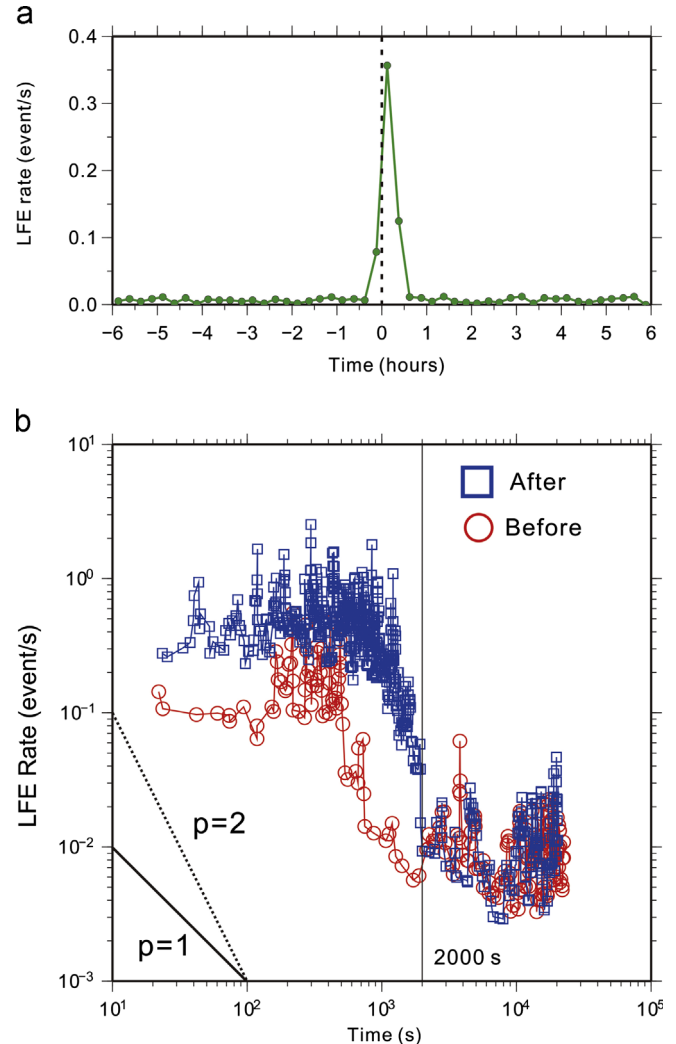 a
0.4
0.3
0.2
0.1
0.0
LFE rate (event/s)
−6 −5 −4 −3 −2 −1 0 1 2 3 4 5 6
Time (hours)
b
10¹
10⁰
10⁻¹
10⁻²
10⁻³
LFE Rate (event/s)
After
Before
p=2
p=1
2000 s
10¹ 10² 10³ 10⁴ 10⁵
Time (s)